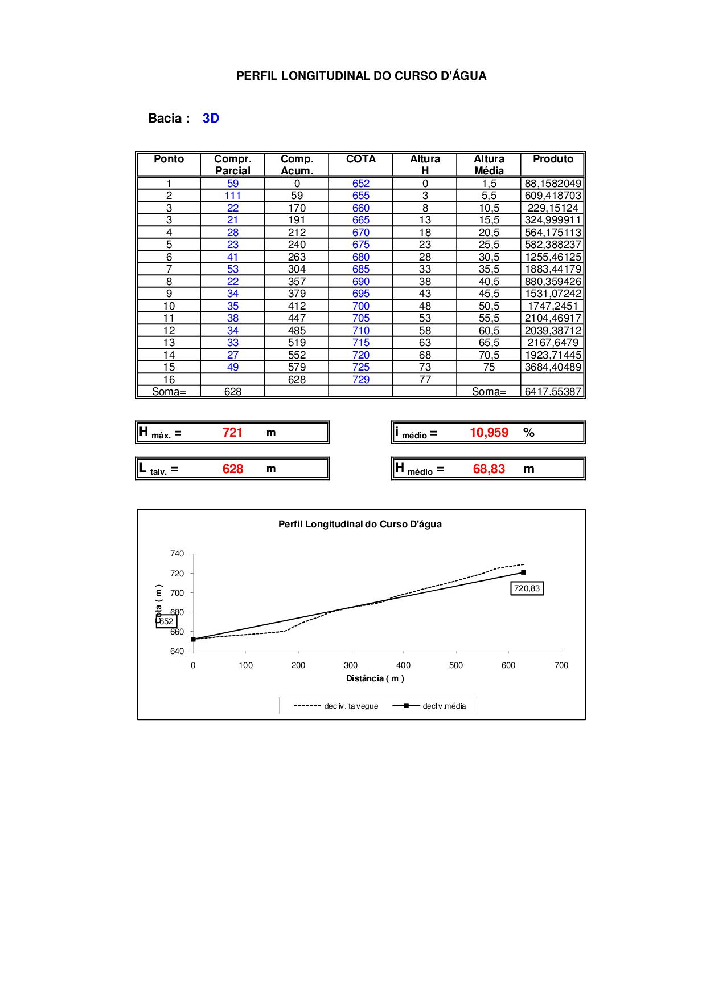 PERFIL LONGITUDINAL DO CURSO D'ÁGUA
Bacia : 3D
Ponto Compr. Parcial Comp. Acum. COTA Altura H Altura Média Produto
1 59 0 652 0 1,5 88,1582049
2 111 59 655 3 5,5 609,418703
3 22 170 660 8 10,5 229,15124
3 21 191 665 13 15,5 324,999911
4 28 212 670 18 20,5 564,175113
5 23 240 675 23 25,5 582,388237
6 41 263 680 28 30,5 1255,46125
7 53 304 685 33 35,5 1883,44179
8 22 357 690 38 40,5 880,359426
9 34 379 695 43 45,5 1531,07242
10 35 412 700 48 50,5 1747,2451
11 38 447 705 53 55,5 2104,46917
12 34 485 710 58 60,5 2039,38712
13 33 519 715 63 65,5 2167,6479
14 27 552 720 68 70,5 1923,71445
15 49 579 725 73 75 3684,40489
16 628 729 77
Soma= 628 Soma= 6417,55387
H máx. = 721 m i médio = 10,959 %
L talv. = 628 m H médio = 68,83 m
Perfil Longitudinal do Curso D'água
740
720
700
680
660
640
Cota ( m )
652
720,83
0 100 200 300 400 500 600 700
Distância ( m )
decliv. talvegue decliv.média